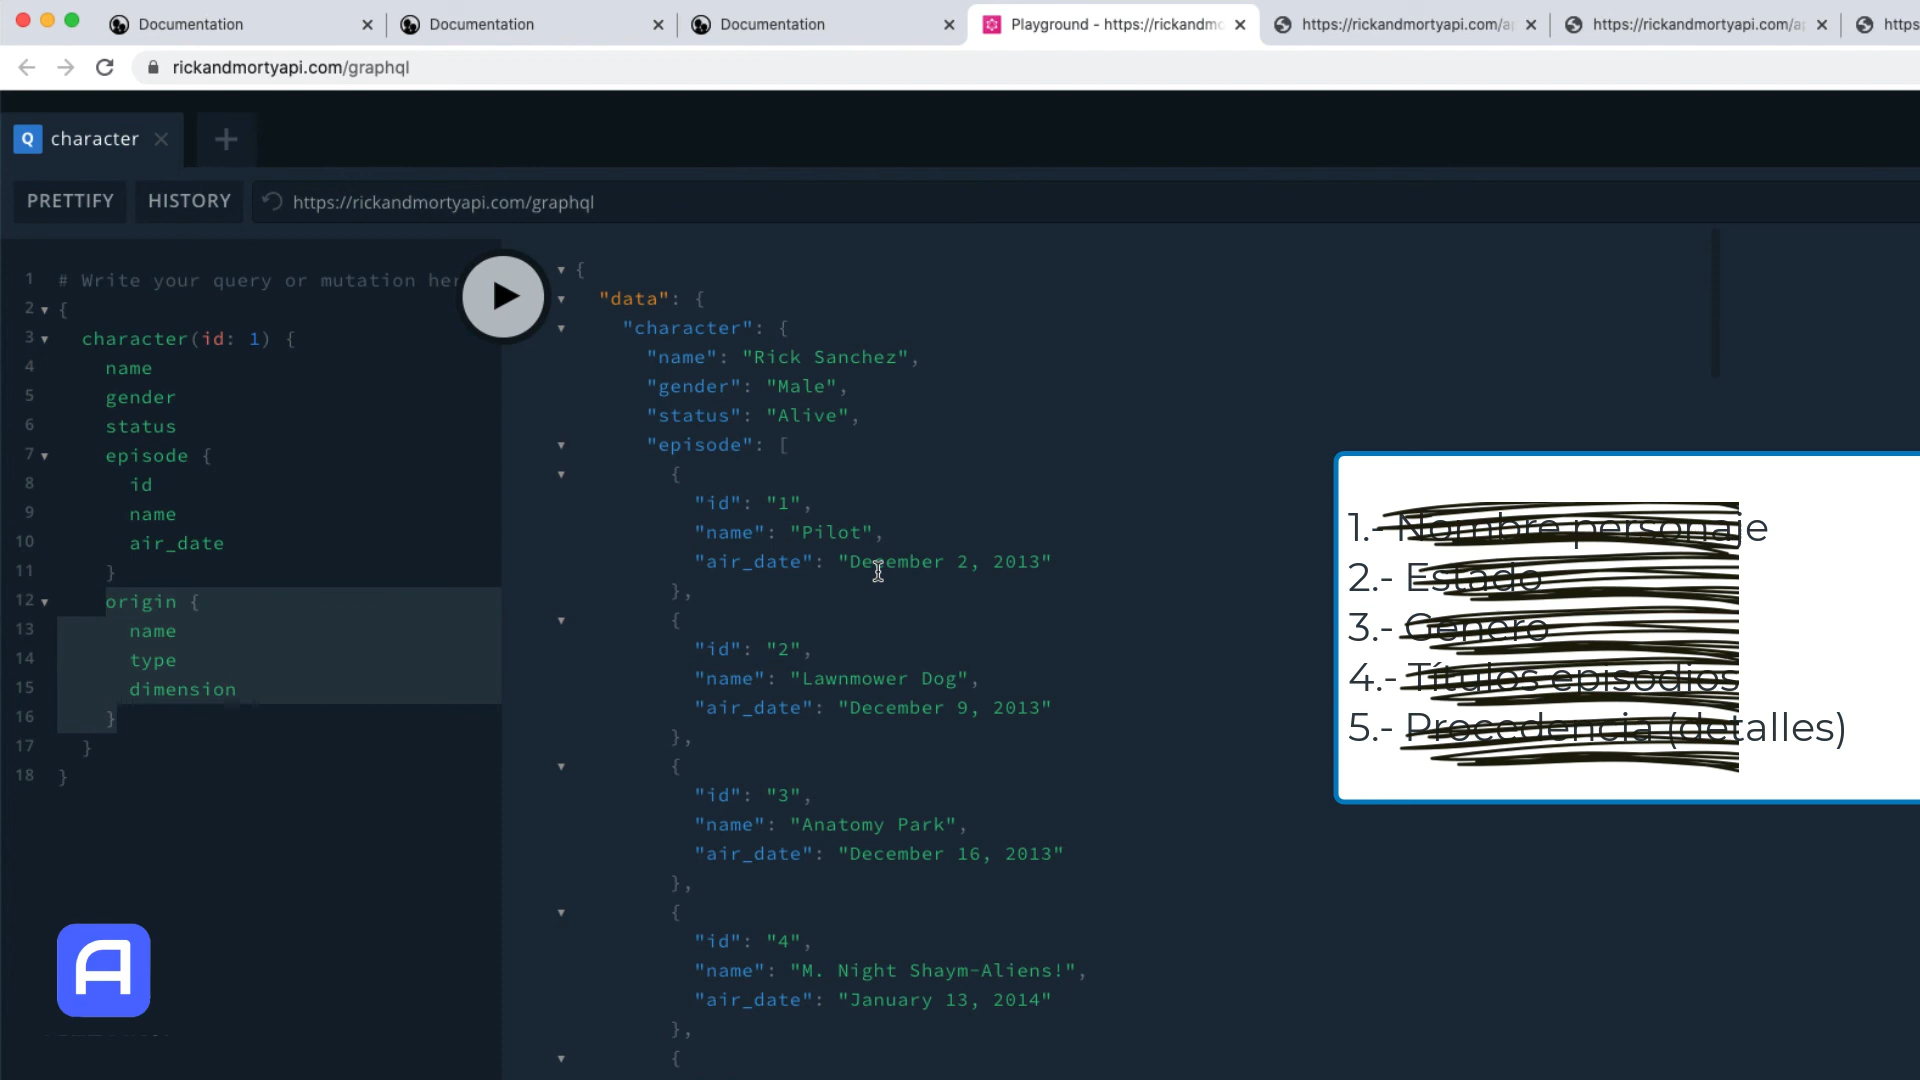 Documentation
Documentation
Documentation
Playground - https://rickandmo
https://rickandmortyapi.com/a
https://rickandmortyapi.com/a
https
rickandmortyapi.com/graphql
Q character
PRETTIFY HISTORY https://rickandmortyapi.com/graphql
1 # Write your query or mutation her
2 {
3 character(id: 1) {
4 name
5 gender
6 status
7 episode {
8 id
9 name
10 air_date
11 }
12 origin {
13 name
14 type
15 dimension
16 }
17 }
18 }
{
"data": {
"character": {
"name": "Rick Sanchez",
"gender": "Male",
"status": "Alive",
"episode": [
{
"id": "1",
"name": "Pilot",
"air_date": "December 2, 2013"
},
{
"id": "2",
"name": "Lawnmower Dog",
"air_date": "December 9, 2013"
},
{
"id": "3",
"name": "Anatomy Park",
"air_date": "December 16, 2013"
},
{
"id": "4",
"name": "M. Night Shaym-Aliens!",
"air_date": "January 13, 2014"
},
{
1.- Nombre personaje
2.- Estado
3.- Género
4.- Títulos episodios
5.- Procedencia (detalles)
A